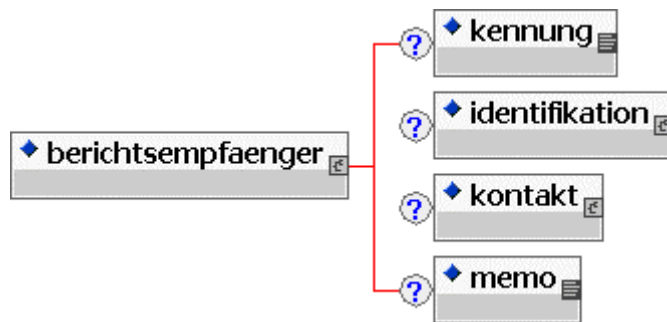 ? kennung
? identifikation
berichtsempfaenger
? kontakt
? memo